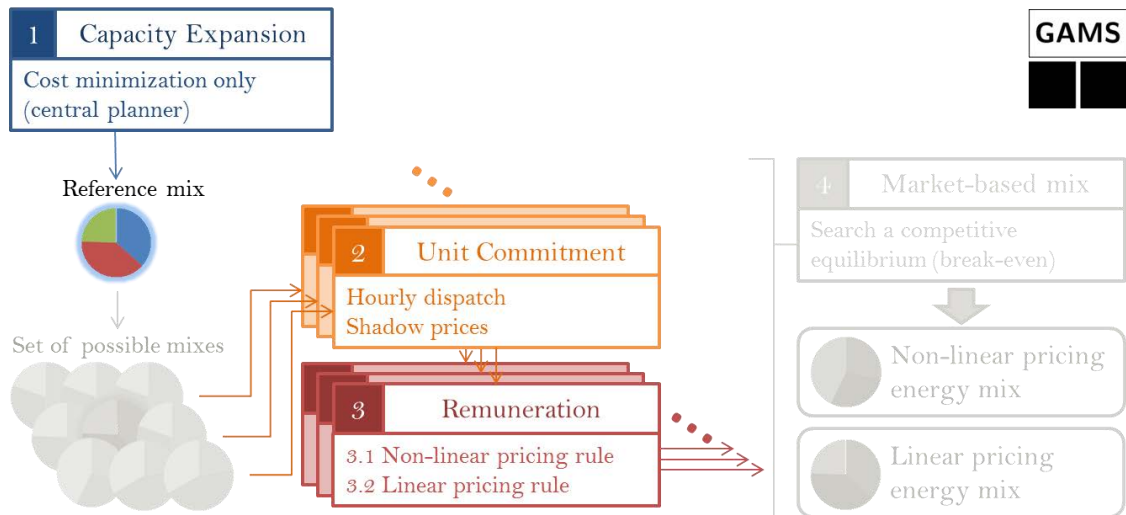 1 Capacity Expansion
Cost minimization only
(central planner)
GAMS
Reference mix
Set of possible mixes
2 Unit Commitment
Hourly dispatch
Shadow prices
3 Remuneration
3.1 Non-linear pricing rule
3.2 Linear pricing rule
4 Market-based mix
Search a competitive
equilibrium (break-even)
Non-linear pricing
energy mix
Linear pricing
energy mix